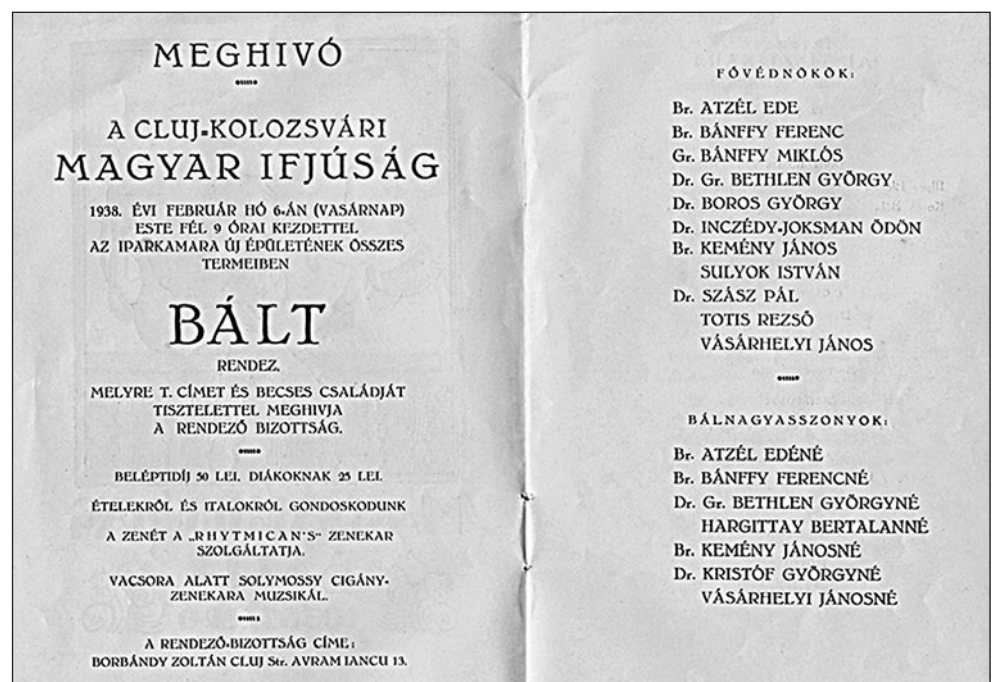 MEGHIVÓ
A CLUJ-KOLOZSVÁRI
MAGYAR IFJÚSÁG
1938. ÉVI FEBRUÁR HÓ 6-ÁN (VASÁRNAP)
ESTE FÉL 9 ÓRAI KEZDETTEL
AZ IPARKAMARA ÚJ ÉPÜLETÉNEK ÖSSZES
TERMEIBEN
BÁLT
RENDEZ,
MELYRE T. CÍMET ÉS BECSES CSALÁDJÁT
TISZTELETTEL MEGHIVJA
A RENDEZŐ BIZOTTSÁG.
BELÉPTIDÍJ 50 LEI, DIÁKOKNAK 25 LEI.
ÉTELEKRŐL ÉS ITALOKRÓL GONDOSKODUNK
A ZENÉT A „RHYTMICAN'S" ZENEKAR
SZOLGÁLTATJA.
VACSORA ALATT SOLYMOSSY CIGÁNY-
ZENEKARA MUZSIKÁL.
A RENDEZŐ-BIZOTTSÁG CÍME:
BORBÁNDY ZOLTÁN CLUJ Str. AVRAM IANCU 13.
FŐVÉDNÖKÖK:
Br. ATZÉL EDE
Br. BÁNFFY FERENC
Gr. BÁNFFY MIKLÓS
Dr. Gr. BETHLEN GYÖRGY
Dr. BOROS GYÖRGY
Dr. INCZÉDY-JOKSMAN ÖDÖN
Br. KEMÉNY JÁNOS
SULYOK ISTVÁN
Dr. SZÁSZ PÁL
TOTIS REZSŐ
VÁSÁRHELYI JÁNOS
BÁLNAGYASSZONYOK:
Br. ATZÉL EDÉNÉ
Br. BÁNFFY FERENCNÉ
Dr. Gr. BETHLEN GYÖRGYNÉ
HARGITTAY BERTALANNÉ
Br. KEMÉNY JÁNOSNÉ
Dr. KRISTÓF GYÖRGYNÉ
VÁSÁRHELYI JÁNOSNÉ